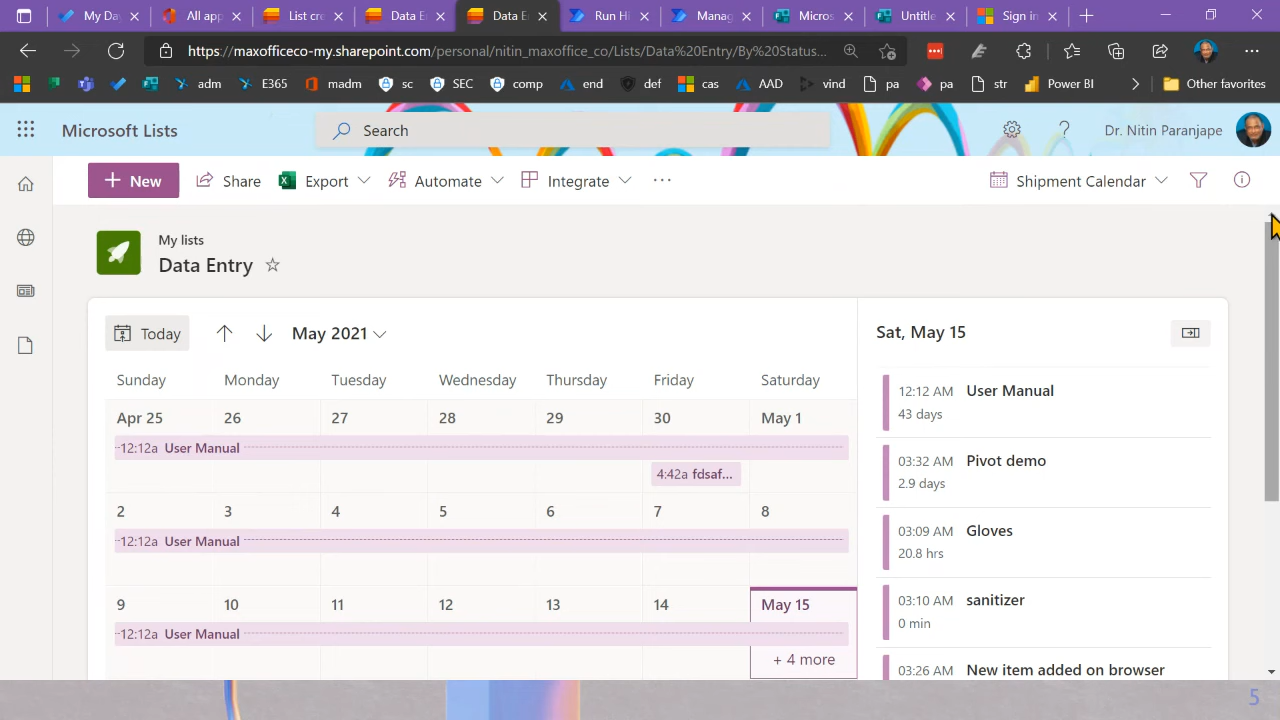 My Da
All app
List cre
Data E
Data E
Run H
Manag
Micros
Untitle
Sign in
https://maxofficeco-my.sharepoint.com/personal/nitin_maxoffice_co/Lists/Data%20Entry/By%20Status...
adm
E365
madm
sc
SEC
comp
end
def
cas
AAD
vind
pa
pa
str
Power BI
Other favorites
Microsoft Lists
Search
Dr. Nitin Paranjape
New
Share
Export
Automate
Integrate
Shipment Calendar
My lists
Data Entry
Today
May 2021
Sunday Monday Tuesday Wednesday Thursday Friday Saturday
Apr 25 26 27 28 29 30 May 1
12:12a User Manual
4:42a fdsaf...
2 3 4 5 6 7 8
12:12a User Manual
9 10 11 12 13 14 May 15
12:12a User Manual
+ 4 more
Sat, May 15
12:12 AM User Manual
43 days
03:32 AM Pivot demo
2.9 days
03:09 AM Gloves
20.8 hrs
03:10 AM sanitizer
0 min
03:26 AM New item added on browser
5